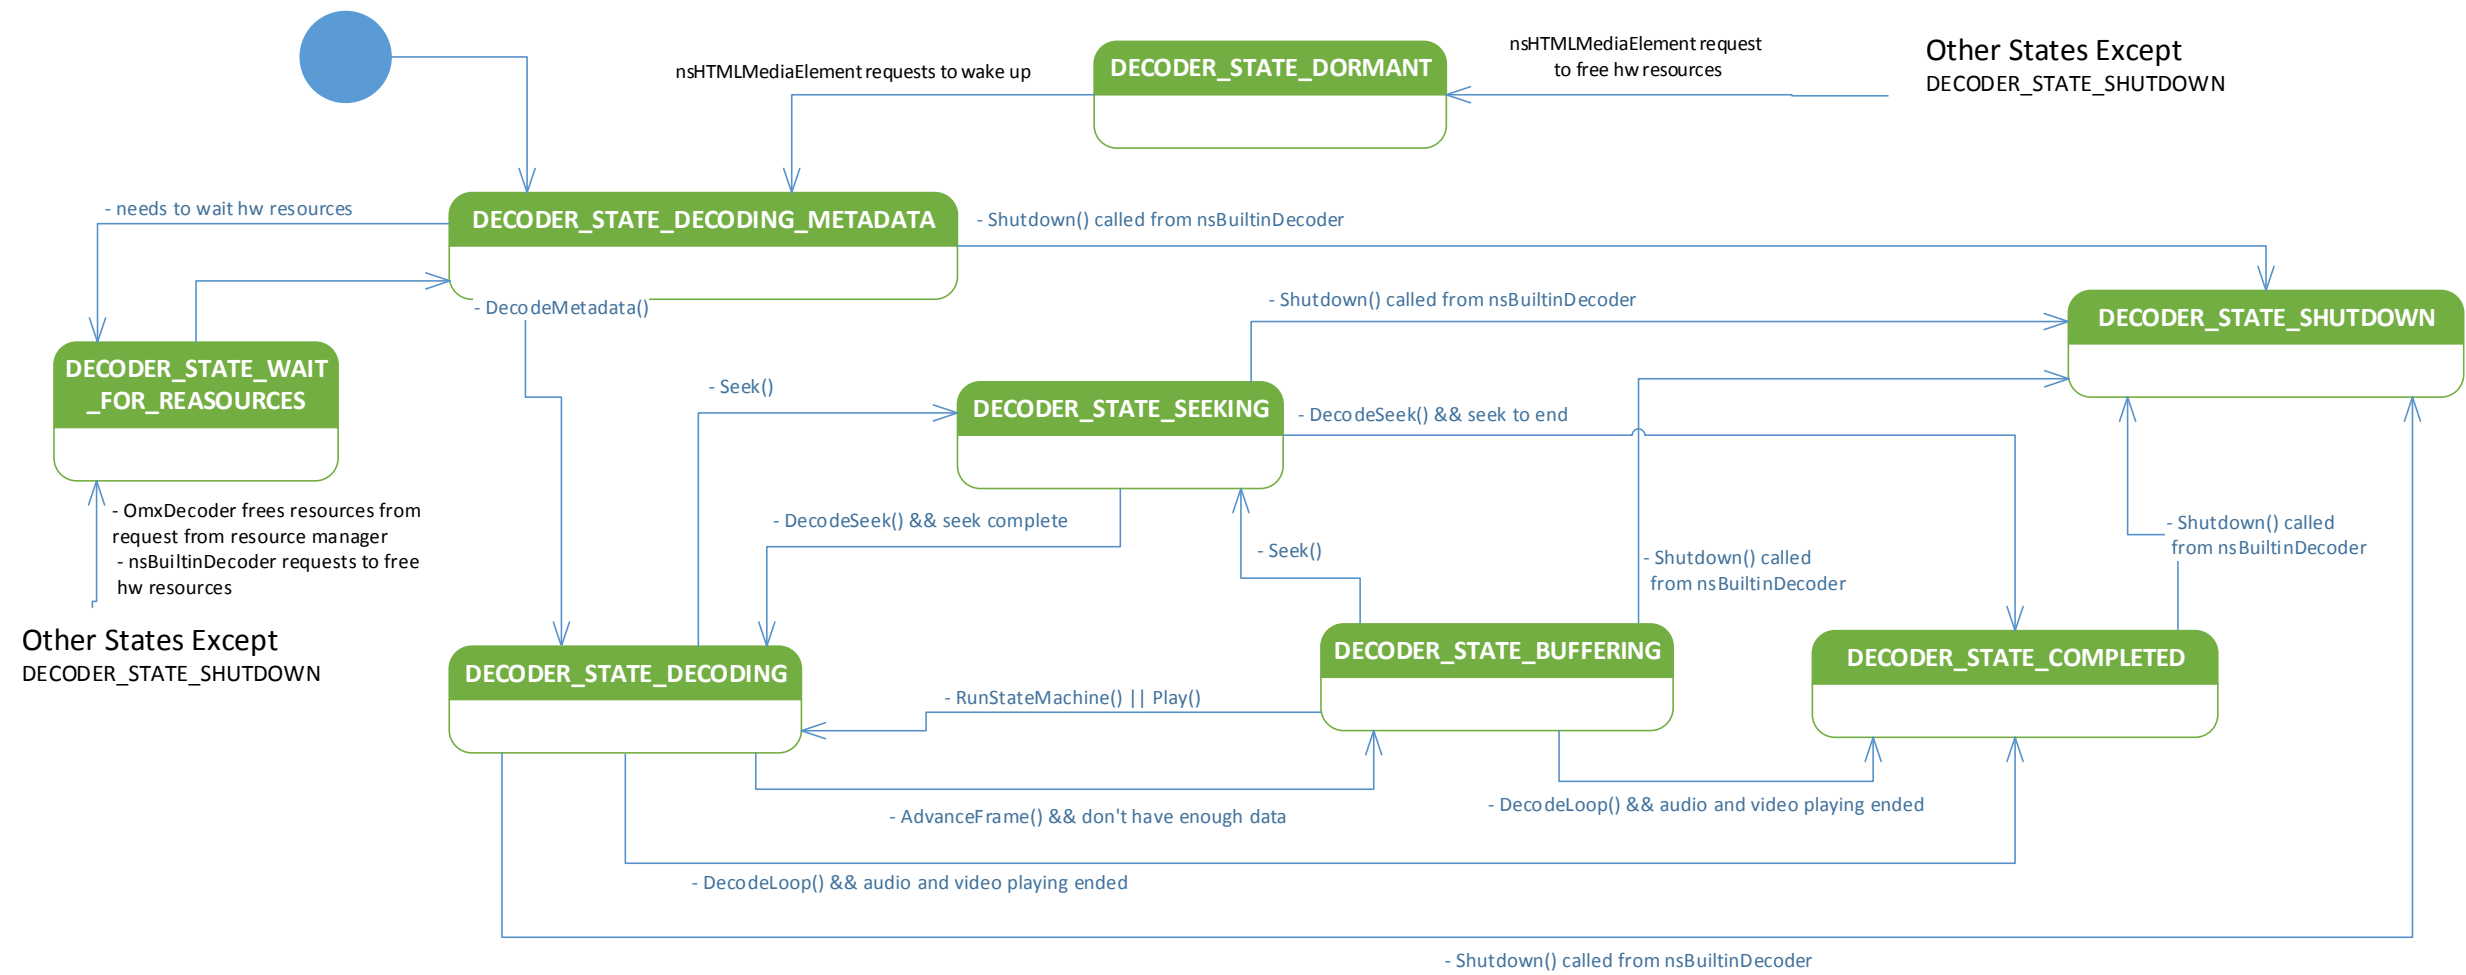 nsHTMLMediaElement request
to free hw resources
Other States Except
DECODER_STATE_SHUTDOWN
nsHTMLMediaElement requests to wake up
DECODER_STATE_DORMANT
- needs to wait hw resources
DECODER_STATE_DECODING_METADATA
- Shutdown() called from nsBuiltinDecoder
- DecodeMetadata()
- Shutdown() called from nsBuiltinDecoder
DECODER_STATE_SHUTDOWN
DECODER_STATE_WAIT
_FOR_REASOURCES
- Seek()
DECODER_STATE_SEEKING
- DecodeSeek() && seek to end
- OmxDecoder frees resources from
request from resource manager
- nsBuiltinDecoder requests to free
hw resources
- DecodeSeek() && seek complete
- Seek()
- Shutdown() called
from nsBuiltinDecoder
- Shutdown() called
from nsBuiltinDecoder
Other States Except
DECODER_STATE_SHUTDOWN
DECODER_STATE_DECODING
- RunStateMachine() || Play()
DECODER_STATE_BUFFERING
DECODER_STATE_COMPLETED
- AdvanceFrame() && don't have enough data
- DecodeLoop() && audio and video playing ended
- DecodeLoop() && audio and video playing ended
- Shutdown() called from nsBuiltinDecoder